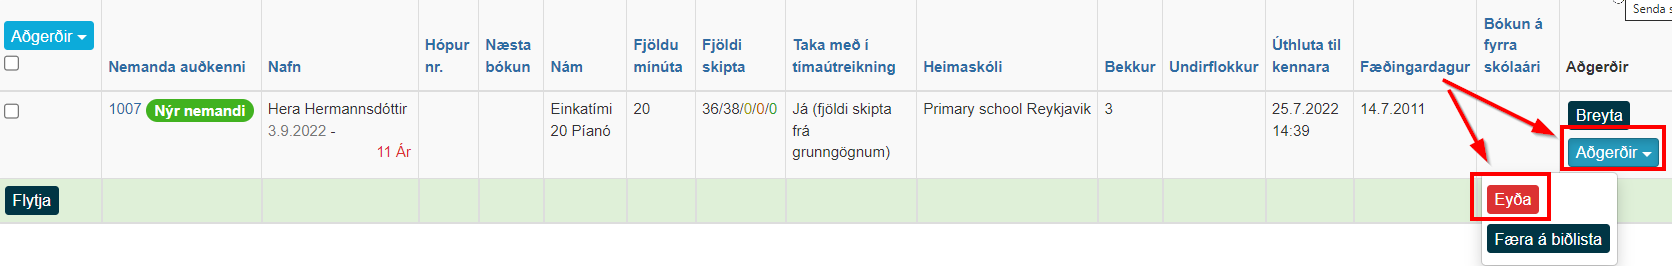 Senda s
Aðgerðir
Nemanda auðkenni
Nafn
Hópur
nr.
Næsta
bókun
Nám
Fjöldu
mínúta
Fjöldi
skipta
Taka með í
tímaútreikning
Heimaskóli
Bekkur
Undirflokkur
Úthluta til
kennara
Fæðingardagur
Bókun á
fyrra
skólaári
Aðgerðir
1007 Nýr nemandi
Hera Hermannsdóttir
3.9.2022 -
11 Ár
Einkatími
20 Píanó
20
36/38/0/0/0
Já (fjöldi skipta
frá
grunngögnum)
Primary school Reykjavik
3
25.7.2022
14:39
14.7.2011
Breyta
Aðgerðir
Flytja
Eyða
Færa á biðlista